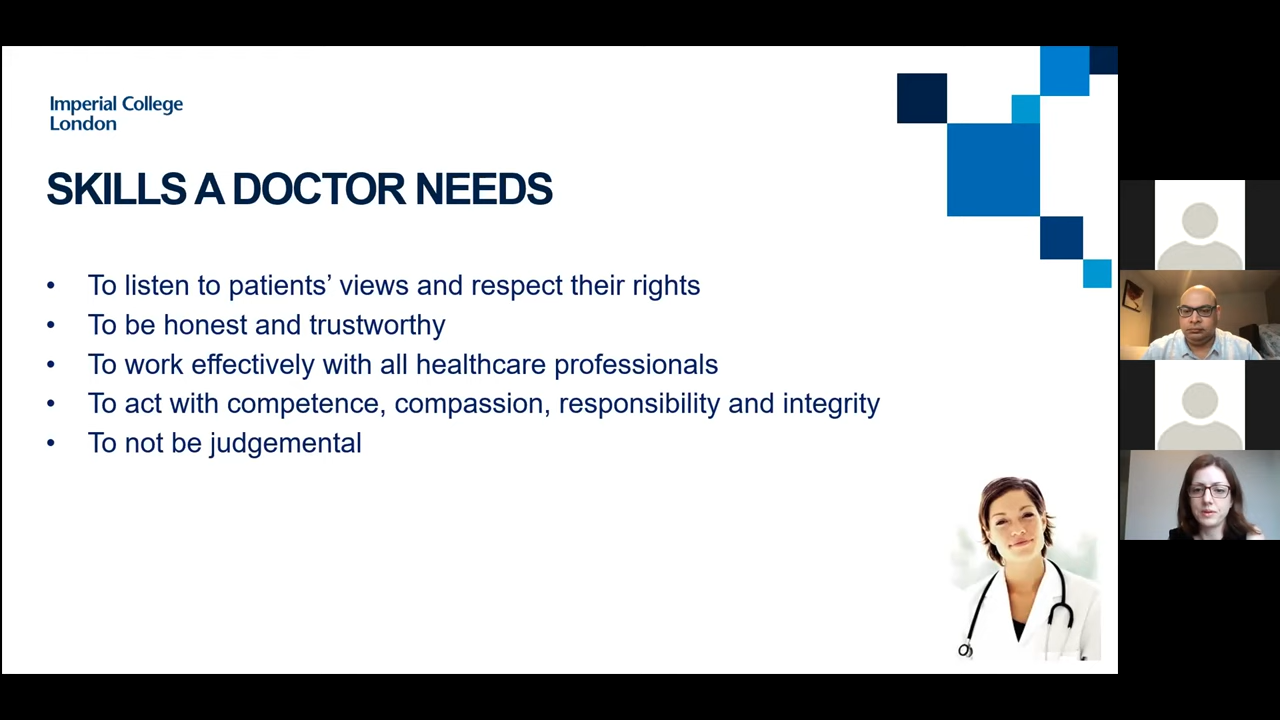 Imperial College
London
SKILLS A DOCTOR NEEDS
• To listen to patients’ views and respect their rights
• To be honest and trustworthy
• To work effectively with all healthcare professionals
• To act with competence, compassion, responsibility and integrity
• To not be judgemental